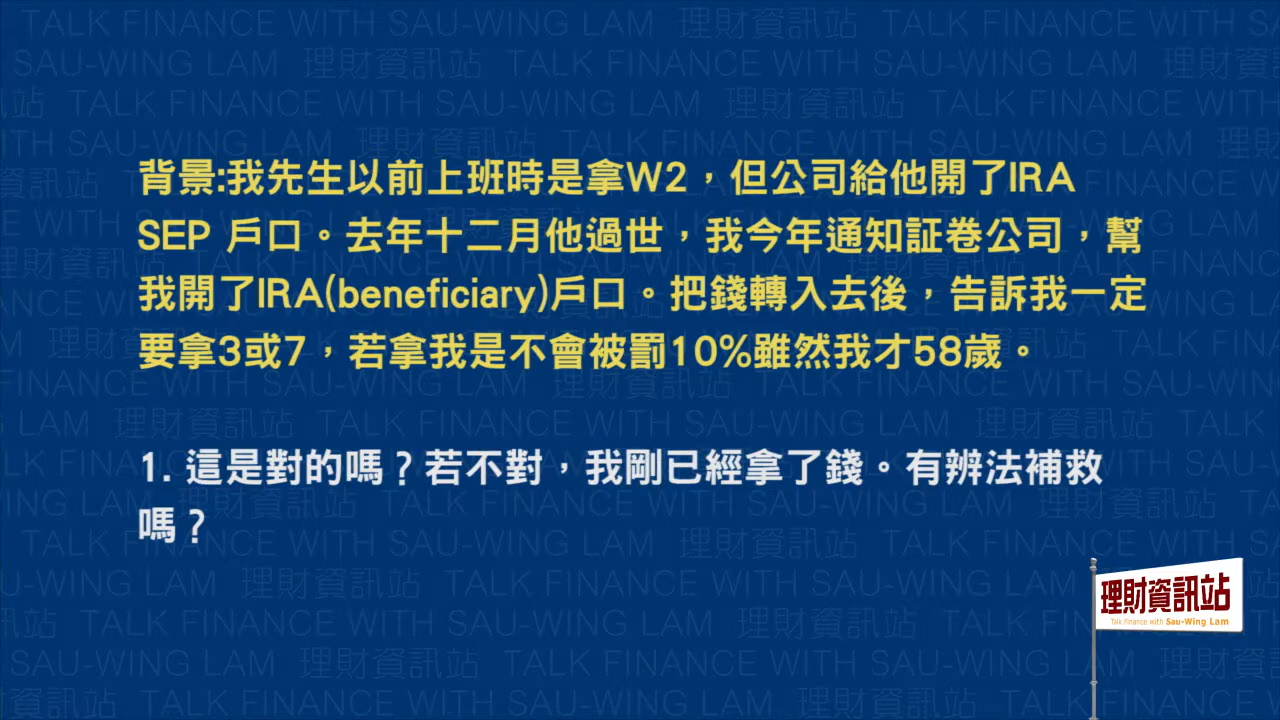 背景:我先生以前上班時是拿W2，但公司給他開了IRA
SEP 戶口。去年十二月他過世，我今年通知証卷公司，幫
我開了IRA(beneficiary)戶口。把錢轉入去後，告訴我一定
要拿3或7，若拿我是不會被罰10%雖然我才58歲。
1. 這是對的嗎？若不對，我剛已經拿了錢。有辨法補救
嗎？
理財資訊站
Talk Finance with Sau-Wing Lam